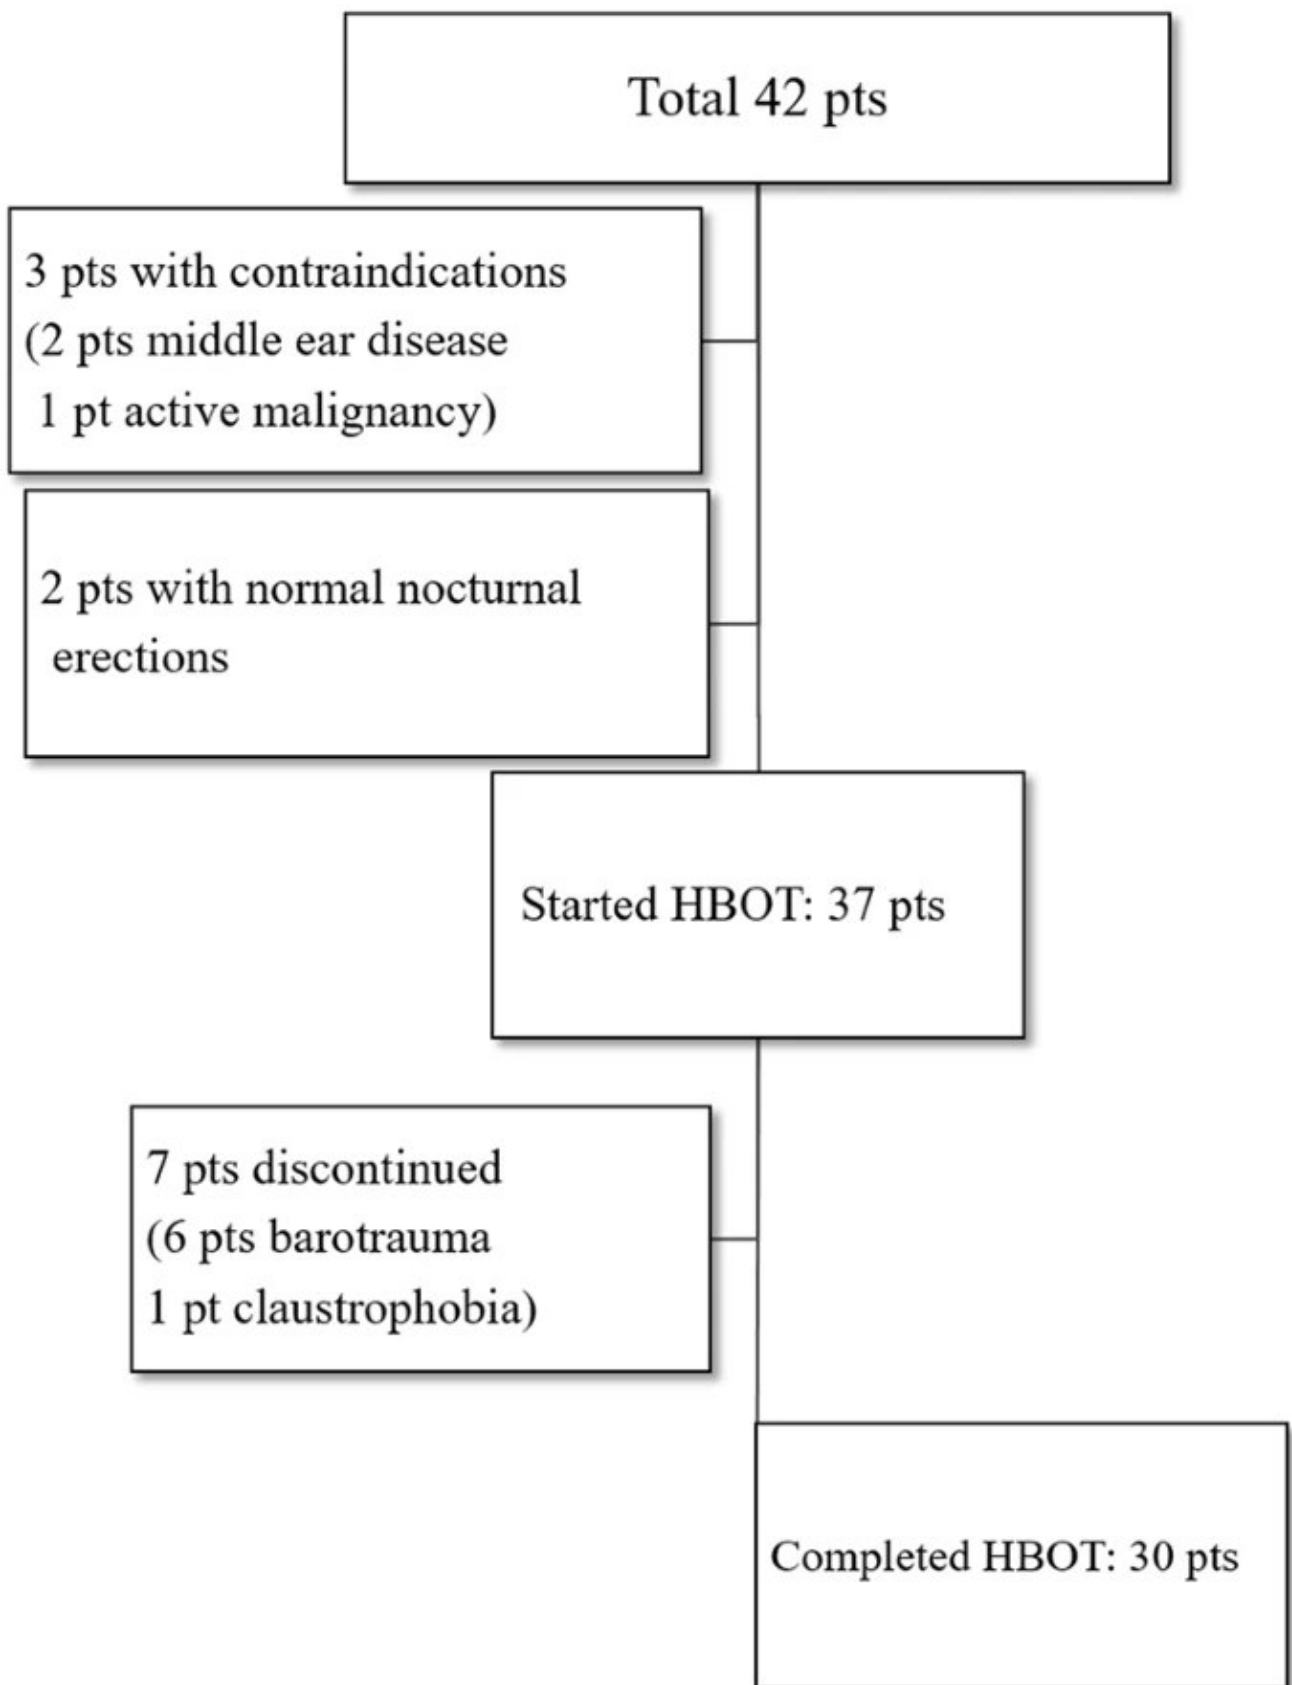 Total 42 pts
3 pts with contraindications
(2 pts middle ear disease
1 pt active malignancy)
2 pts with normal nocturnal
erections
Started HBOT: 37 pts
7 pts discontinued
(6 pts barotrauma
1 pt claustrophobia)
Completed HBOT: 30 pts